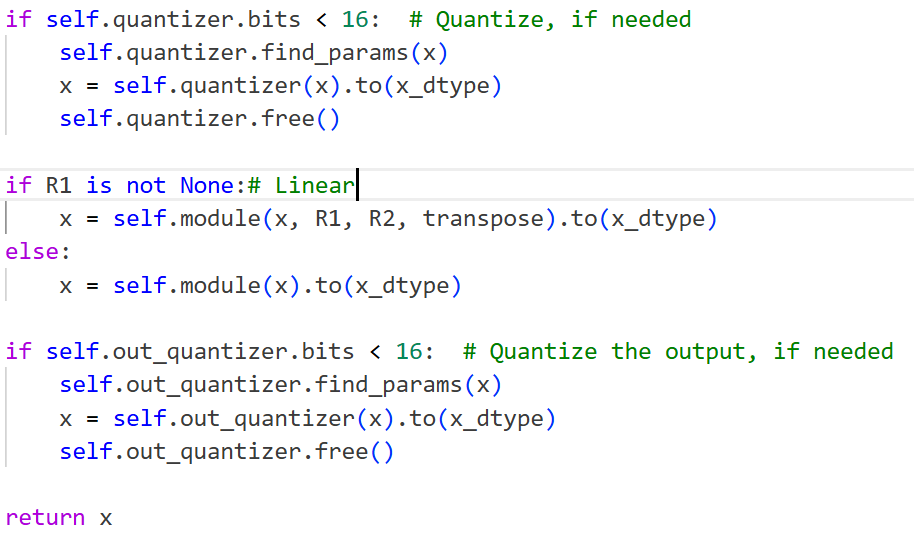 if self.quantizer.bits < 16:  # Quantize, if needed
    self.quantizer.find_params(x)
    x = self.quantizer(x).to(x_dtype)
    self.quantizer.free()

if R1 is not None:# Linear
    x = self.module(x, R1, R2, transpose).to(x_dtype)
else:
    x = self.module(x).to(x_dtype)

if self.out_quantizer.bits < 16:  # Quantize the output, if needed
    self.out_quantizer.find_params(x)
    x = self.out_quantizer(x).to(x_dtype)
    self.out_quantizer.free()

return x